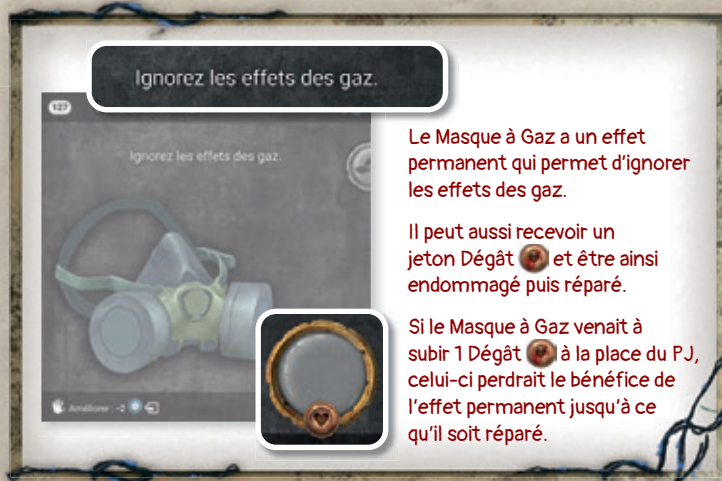 Ignorez les effets des gaz.
127
Ignorez les effets des gaz.
Améliorer : -2
Le Masque à Gaz a un effet
permanent qui permet d'ignorer
les effets des gaz.
Il peut aussi recevoir un
jeton Dégât et être ainsi
endommagé puis réparé.
Si le Masque à Gaz venait à
subir 1 Dégât à la place du PJ,
celui-ci perdrait le bénéfice de
l'effet permanent jusqu'à ce
qu'il soit réparé.